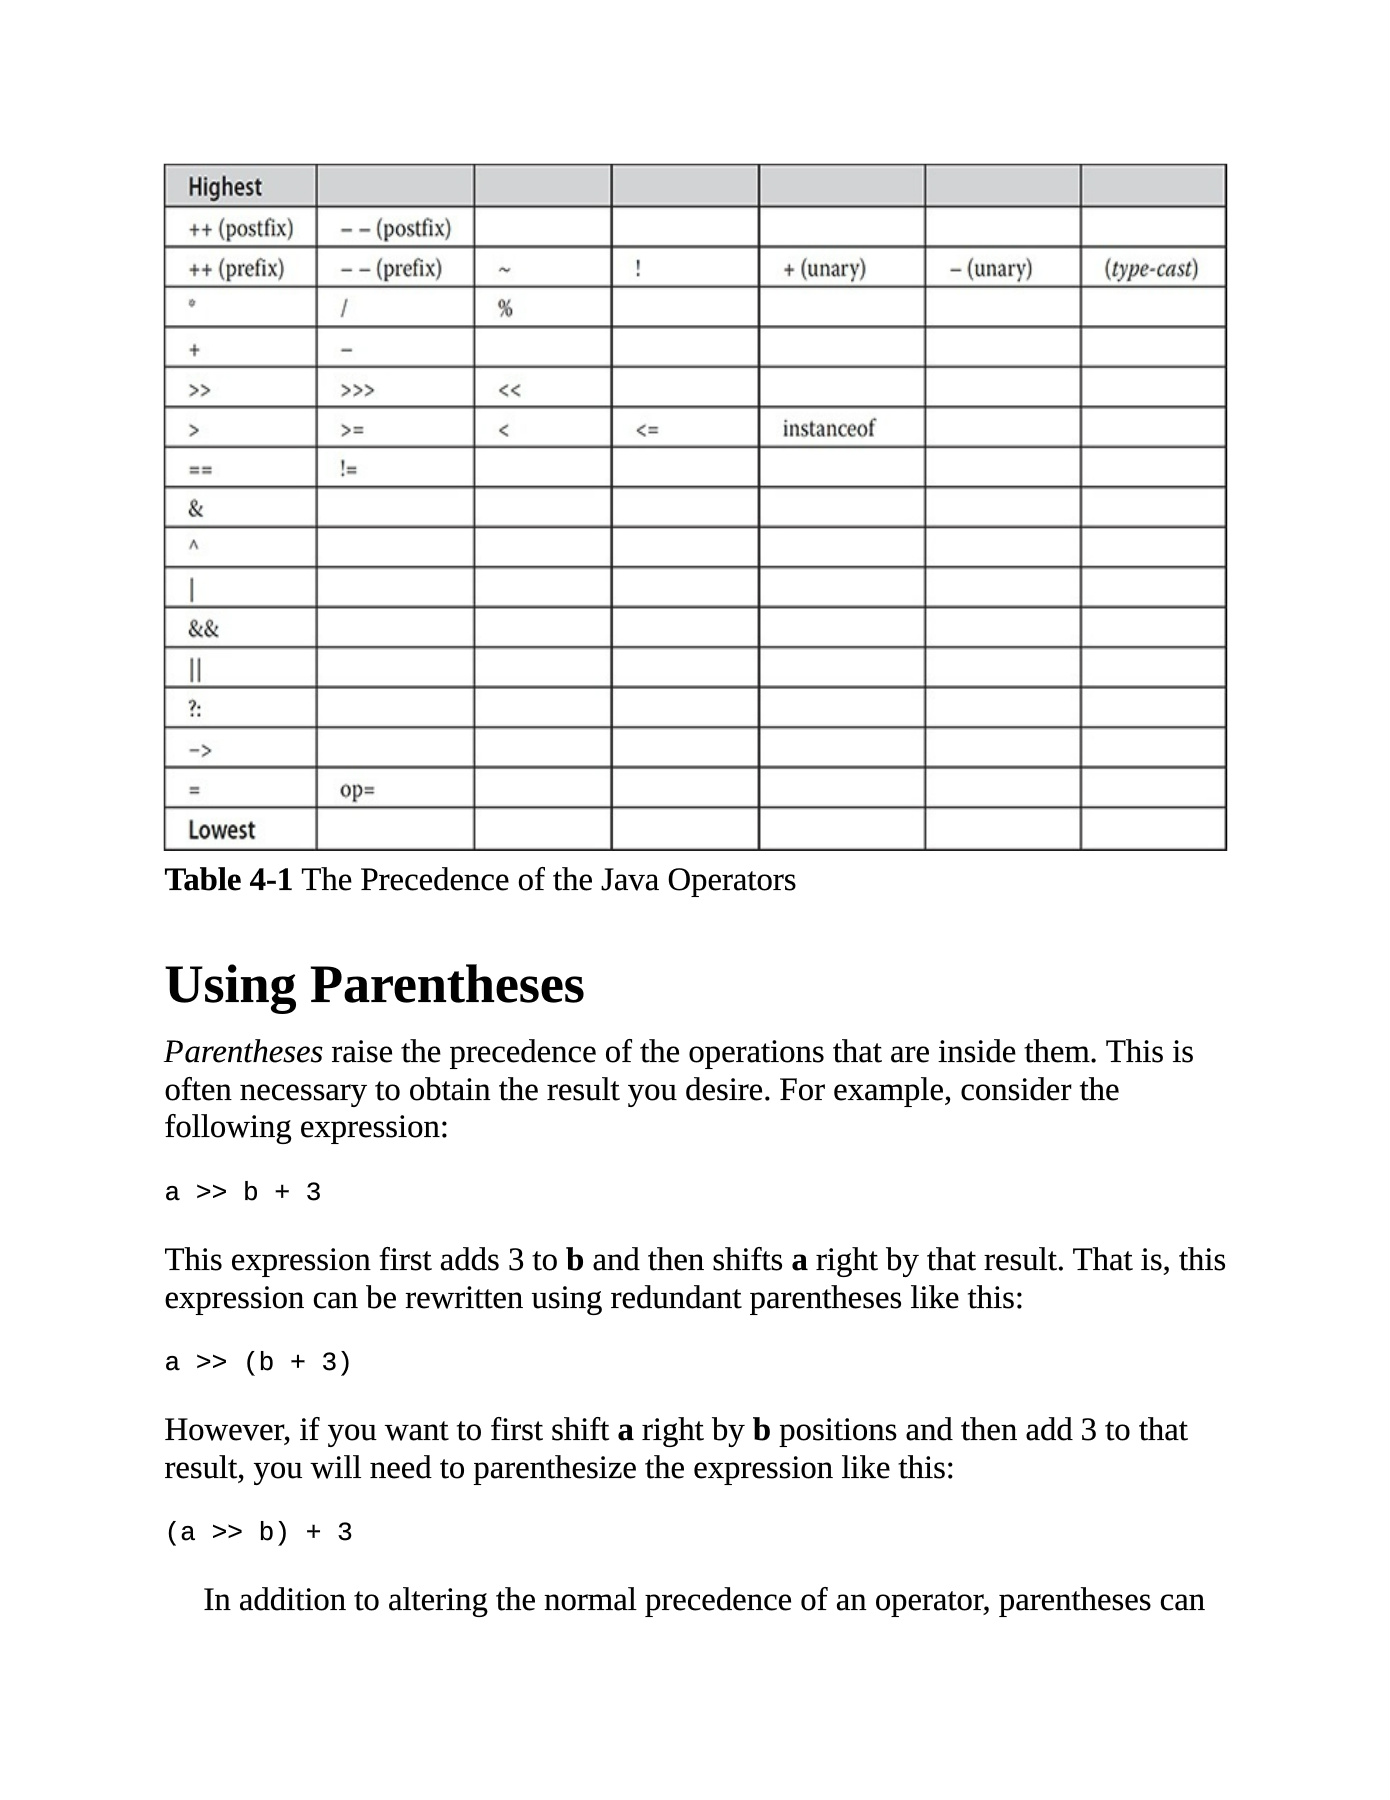 Highest
++ (postfix) – – (postfix)
++ (prefix) – – (prefix) ~ ! + (unary) – (unary) (type-cast)
* / %
+ –
>> >>> <<
> >= < <= instanceof
== !=
&
^
|
&&
||
?:
–>
= op=
Lowest
Table 4-1 The Precedence of the Java Operators
Using Parentheses
Parentheses raise the precedence of the operations that are inside them. This is
often necessary to obtain the result you desire. For example, consider the
following expression:
a >> b + 3
This expression first adds 3 to b and then shifts a right by that result. That is, this
expression can be rewritten using redundant parentheses like this:
a >> (b + 3)
However, if you want to first shift a right by b positions and then add 3 to that
result, you will need to parenthesize the expression like this:
(a >> b) + 3
In addition to altering the normal precedence of an operator, parentheses can